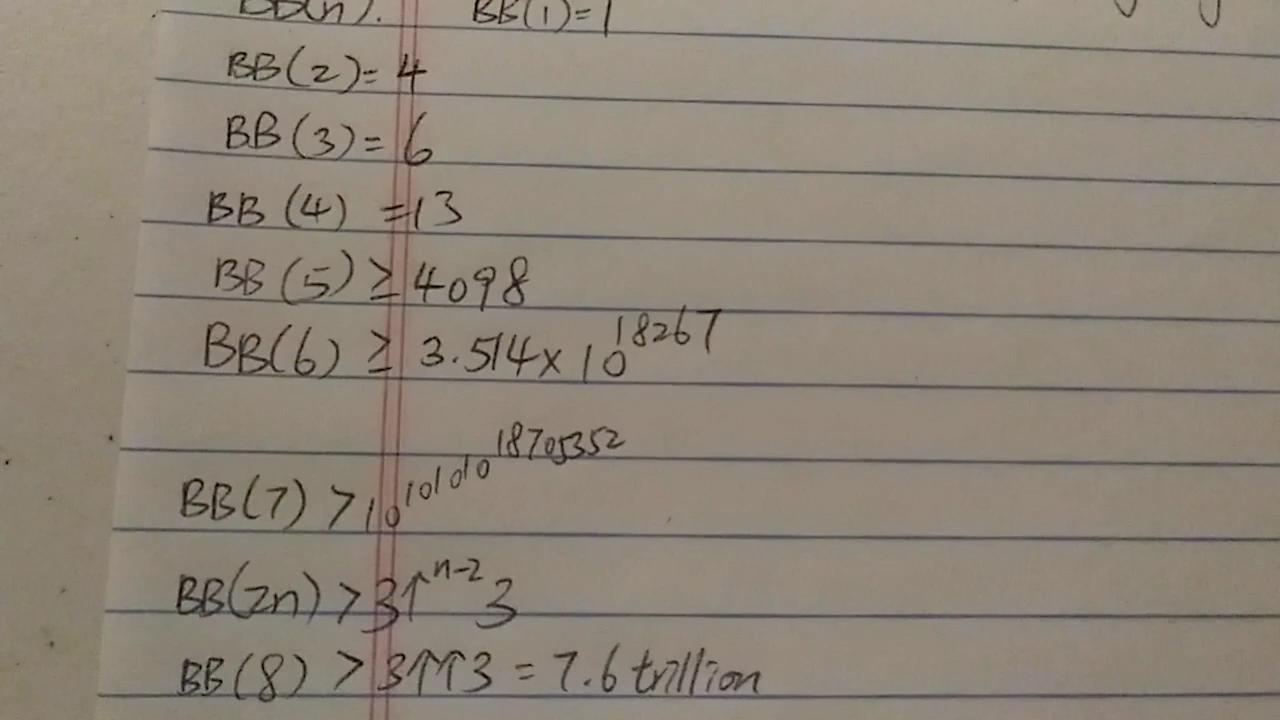 BB(n). BB(1)=1
BB(2)=4
BB(3)=6
BB(4)=13
BB(5)≥4098
BB(6)≥3.514×10^18267
BB(7)>10^10^10^10^18705352
BB(2n)>3↑^n-2 3
BB(8)>3↑↑3=7.6 trillion